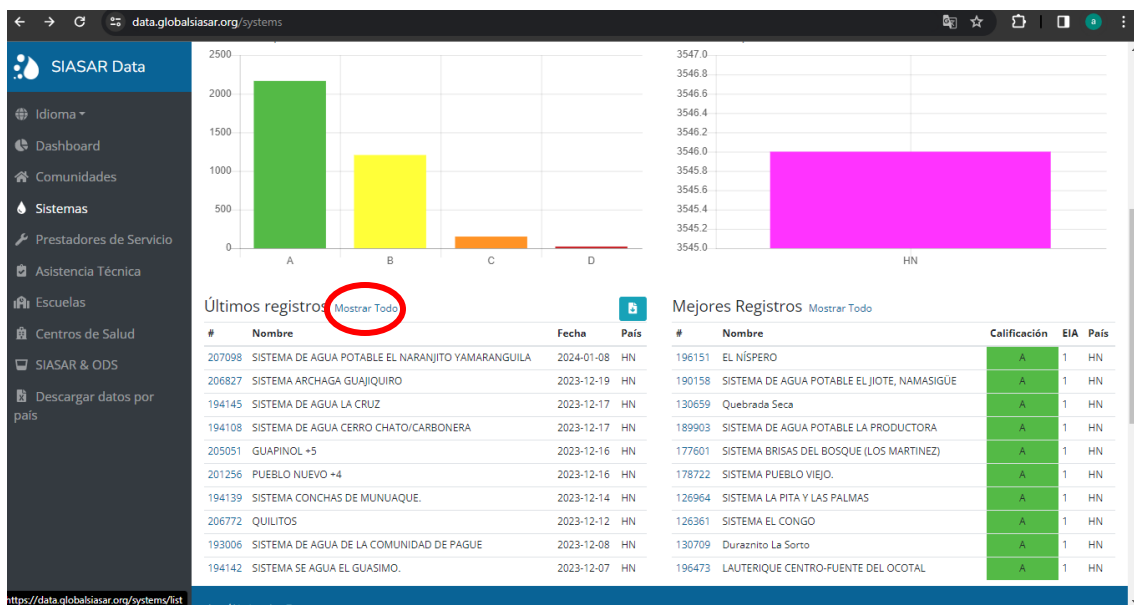 data.globalsiasar.org/systems
SIASAR Data
Idioma
Dashboard
Comunidades
Sistemas
Prestadores de Servicio
Asistencia Técnica
Escuelas
Centros de Salud
SIASAR & ODS
Descargar datos por
país
2500
2000
1500
1000
500
0
A B C D
3547.0
3546.8
3546.6
3546.4
3546.2
3546.0
3545.8
3545.6
3545.4
3545.2
3545.0
HN
Últimos registros Mostrar Todo
# Nombre Fecha País
207098 SISTEMA DE AGUA POTABLE EL NARANJITO YAMARANGUILA 2024-01-08 HN
206827 SISTEMA ARCHAGA GUAJIQUIRO 2023-12-19 HN
194145 SISTEMA DE AGUA LA CRUZ 2023-12-17 HN
194108 SISTEMA DE AGUA CERRO CHATO/CARBONERA 2023-12-17 HN
205051 GUAPINOL +5 2023-12-16 HN
201256 PUEBLO NUEVO +4 2023-12-16 HN
194139 SISTEMA CONCHAS DE MUNUAQUE. 2023-12-14 HN
206772 QUILITOS 2023-12-12 HN
193006 SISTEMA DE AGUA DE LA COMUNIDAD DE PAGUE 2023-12-08 HN
194142 SISTEMA SE AGUA EL GUASIMO. 2023-12-07 HN
Mejores Registros Mostrar Todo
# Nombre Calificación EIA País
196151 EL NÍSPERO A 1 HN
190158 SISTEMA DE AGUA POTABLE EL JIOTE, NAMASIGÜE A 1 HN
130659 Quebrada Seca A 1 HN
189903 SISTEMA DE AGUA POTABLE LA PRODUCTORA A 1 HN
177601 SISTEMA BRISAS DEL BOSQUE (LOS MARTINEZ) A 1 HN
178722 SISTEMA PUEBLO VIEJO. A 1 HN
126964 SISTEMA LA PITA Y LAS PALMAS A 1 HN
126361 SISTEMA EL CONGO A 1 HN
130709 Duraznito La Sorto A 1 HN
196473 LAUTERIQUE CENTRO-FUENTE DEL OCOTAL A 1 HN
https://data.globalsiasar.org/systems/list